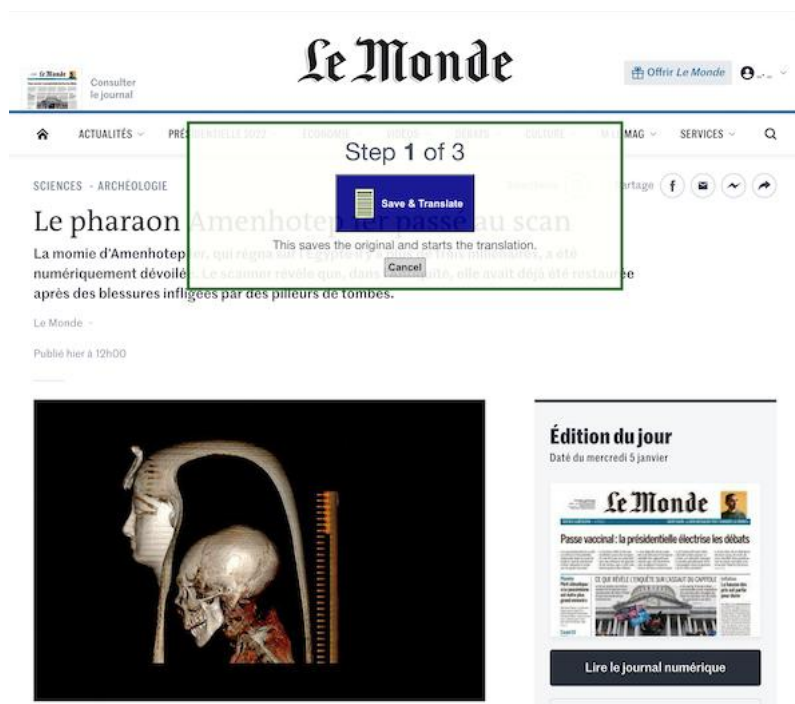 Le Monde
Consulter
le journal
Offrir Le Monde
ACTUALITÉS
PRÉSIDENTIELLE 2022
ÉCONOMIE
VIDÉOS
DÉBATS
CULTURE
M LE MAG
SERVICES
Step 1 of 3
Save & Translate
This saves the original and starts the translation.
Cancel
SCIENCES - ARCHÉOLOGIE
Partage
Le pharaon Amenhotep Ier passé au scan
La momie d'Amenhotep Ier, qui régna sur l'Egypte il y a plus de trois millénaires, a été
numériquement dévoilée. Le scanner révèle que, dans l'Antiquité, elle avait déjà été restaurée
après des blessures infligées par des pilleurs de tombes.
Le Monde
Publié hier à 12h00
Édition du jour
Daté du mercredi 5 janvier
Le Monde
Passe vaccinal : la présidentielle électrise les débats
CE QUE RÉVÈLE L'ENQUÊTE SUR L'ASSAUT DU CAPITOLE
Lire le journal numérique